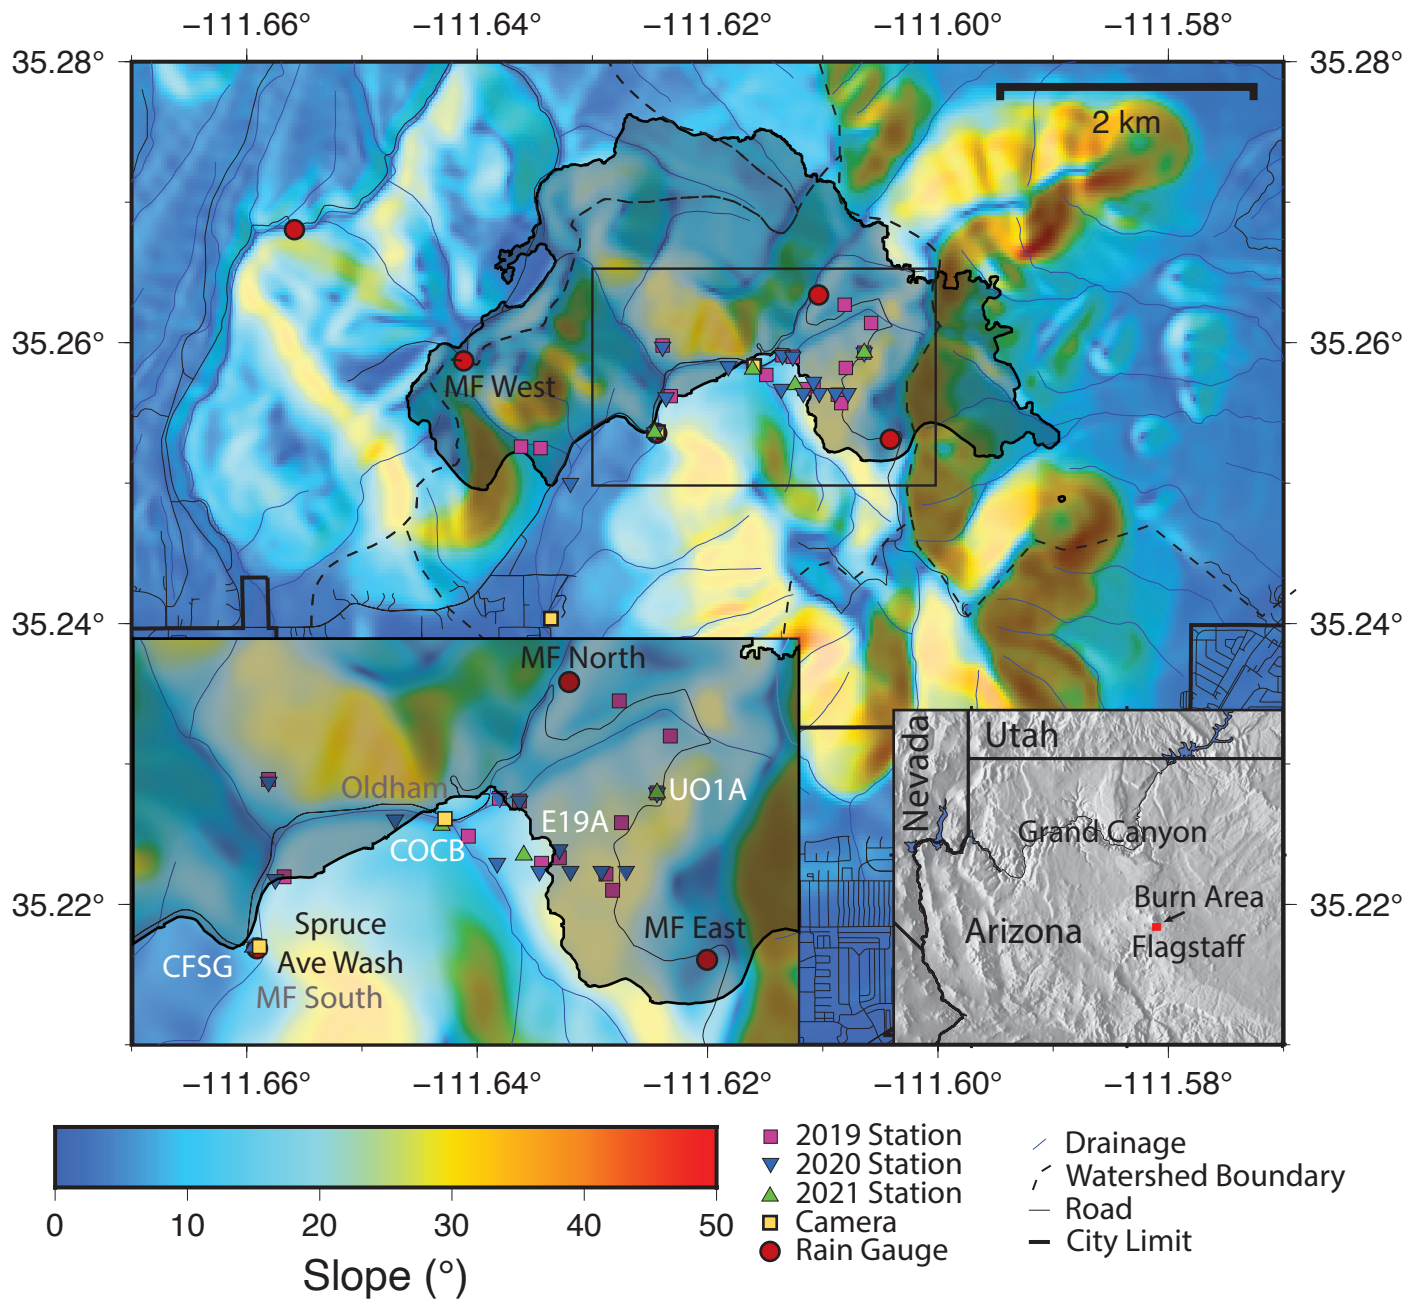 −111.66° −111.64° −111.62° −111.60° −111.58°
35.28° 35.28°
2 km
35.26° 35.26°
MF West
35.24° 35.24°
MF North
Oldham
UO1A
E19A
COCB
MF East
Spruce
Ave Wash
CFSG
MF South
Nevada
Utah
Grand Canyon
Burn Area
Arizona
Flagstaff
35.22° 35.22°
−111.66° −111.64° −111.62° −111.60° −111.58°
0 10 20 30 40 50
Slope (°)
2019 Station
2020 Station
2021 Station
Camera
Rain Gauge
Drainage
Watershed Boundary
Road
City Limit